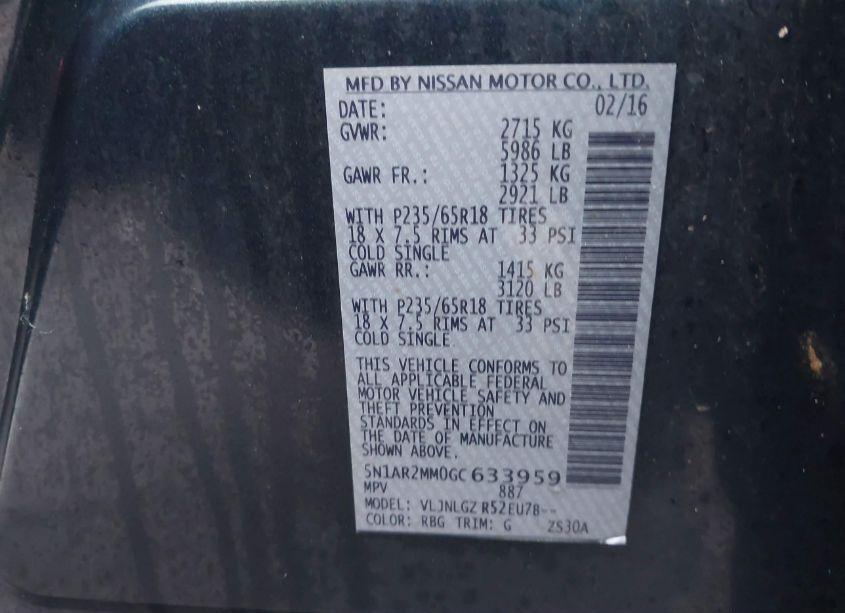 MFD BY NISSAN MOTOR CO., LTD.
DATE: 02/16
GVWR: 2715 KG
5986 LB
GAWR FR.: 1325 KG
2921 LB
WITH P235/65R18 TIRES
18 X 7.5 RIMS AT 33 PSI
COLD SINGLE
GAWR RR.: 1415 KG
3120 LB
WITH P235/65R18 TIRES
18 X 7.5 RIMS AT 33 PSI
COLD SINGLE
THIS VEHICLE CONFORMS TO
ALL APPLICABLE FEDERAL
MOTOR VEHICLE SAFETY AND
THEFT PREVENTION
STANDARDS IN EFFECT ON
THE DATE OF MANUFACTURE
SHOWN ABOVE.
5N1AR2MM0GC633959
MPV 887
MODEL: VLJNLGZ R52EU78--
COLOR: RBG TRIM: G ZS30A